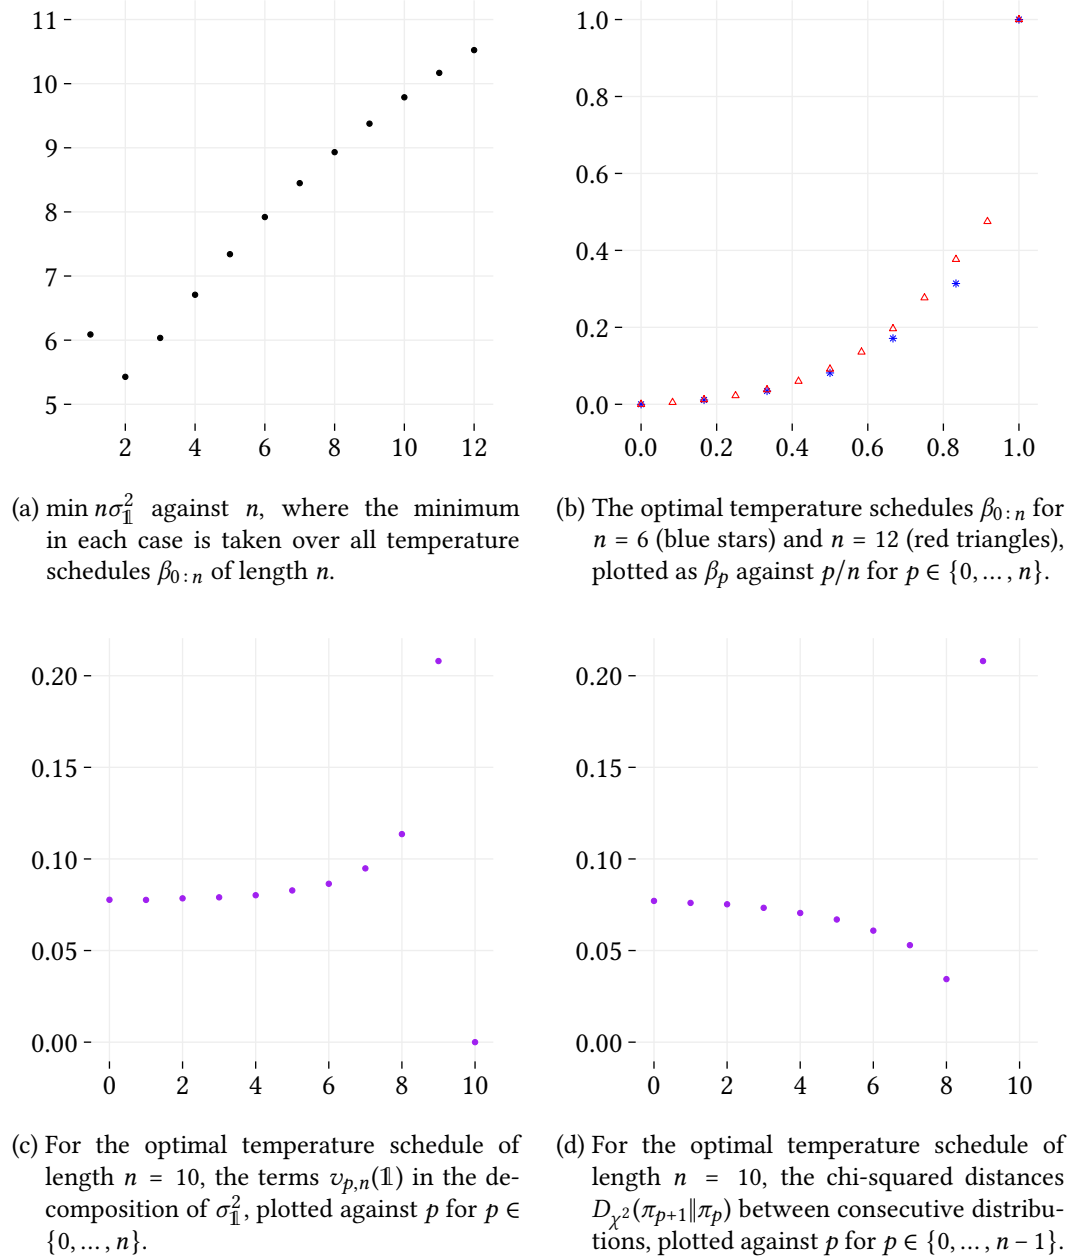 11
10
9
8
7
6
5
2 4 6 8 10 12
(a) min nσ²𝟙 against n, where the minimum
in each case is taken over all temperature
schedules β₀:ₙ of length n.
1.0
0.8
0.6
0.4
0.2
0.0
0.0 0.2 0.4 0.6 0.8 1.0
(b) The optimal temperature schedules β₀:ₙ for
n = 6 (blue stars) and n = 12 (red triangles),
plotted as βₚ against p/n for p ∈ {0, …, n}.
0.20
0.15
0.10
0.05
0.00
0 2 4 6 8 10
(c) For the optimal temperature schedule of
length n = 10, the terms vₚ,ₙ(𝟙) in the de-
composition of σ²𝟙, plotted against p for p ∈
{0, …, n}.
0.20
0.15
0.10
0.05
0.00
0 2 4 6 8 10
(d) For the optimal temperature schedule of
length n = 10, the chi-squared distances
D_χ²(πₚ₊₁‖πₚ) between consecutive distribu-
tions, plotted against p for p ∈ {0, …, n − 1}.